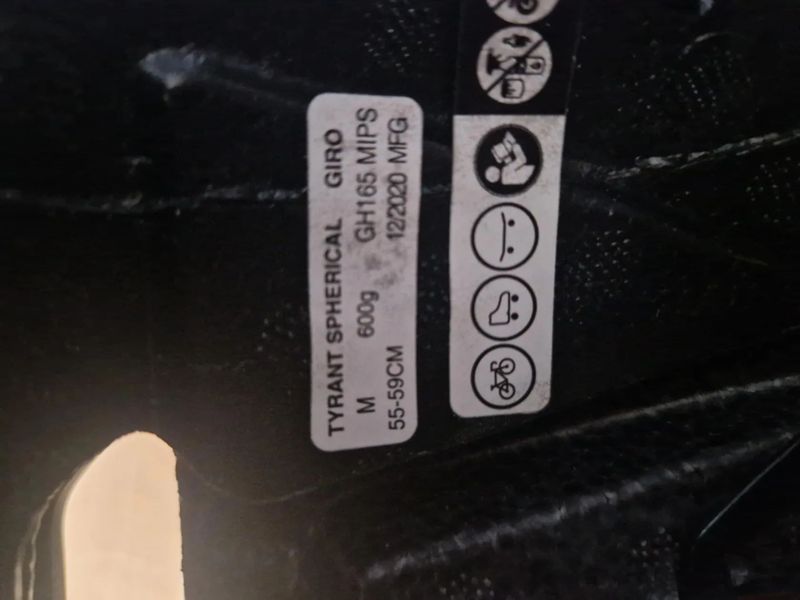 TYRANT SPHERICAL GIRO
M 600g GH165 MIPS
55-59CM 12/2020 MFG